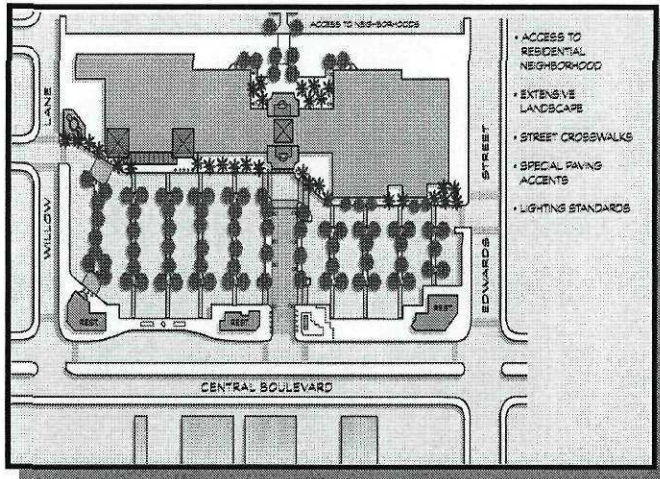 ACCESS TO NEIGHBORHOODS
• ACCESS TO
RESIDENTIAL
NEIGHBORHOOD
• EXTENSIVE
LANDSCAPE
• STREET CROSSWALKS
• SPECIAL PAVING
ACCENTS
• LIGHTING STANDARDS
WILLOW LANE
EDWARDS STREET
REST.
REST.
REST.
CENTRAL BOULEVARD